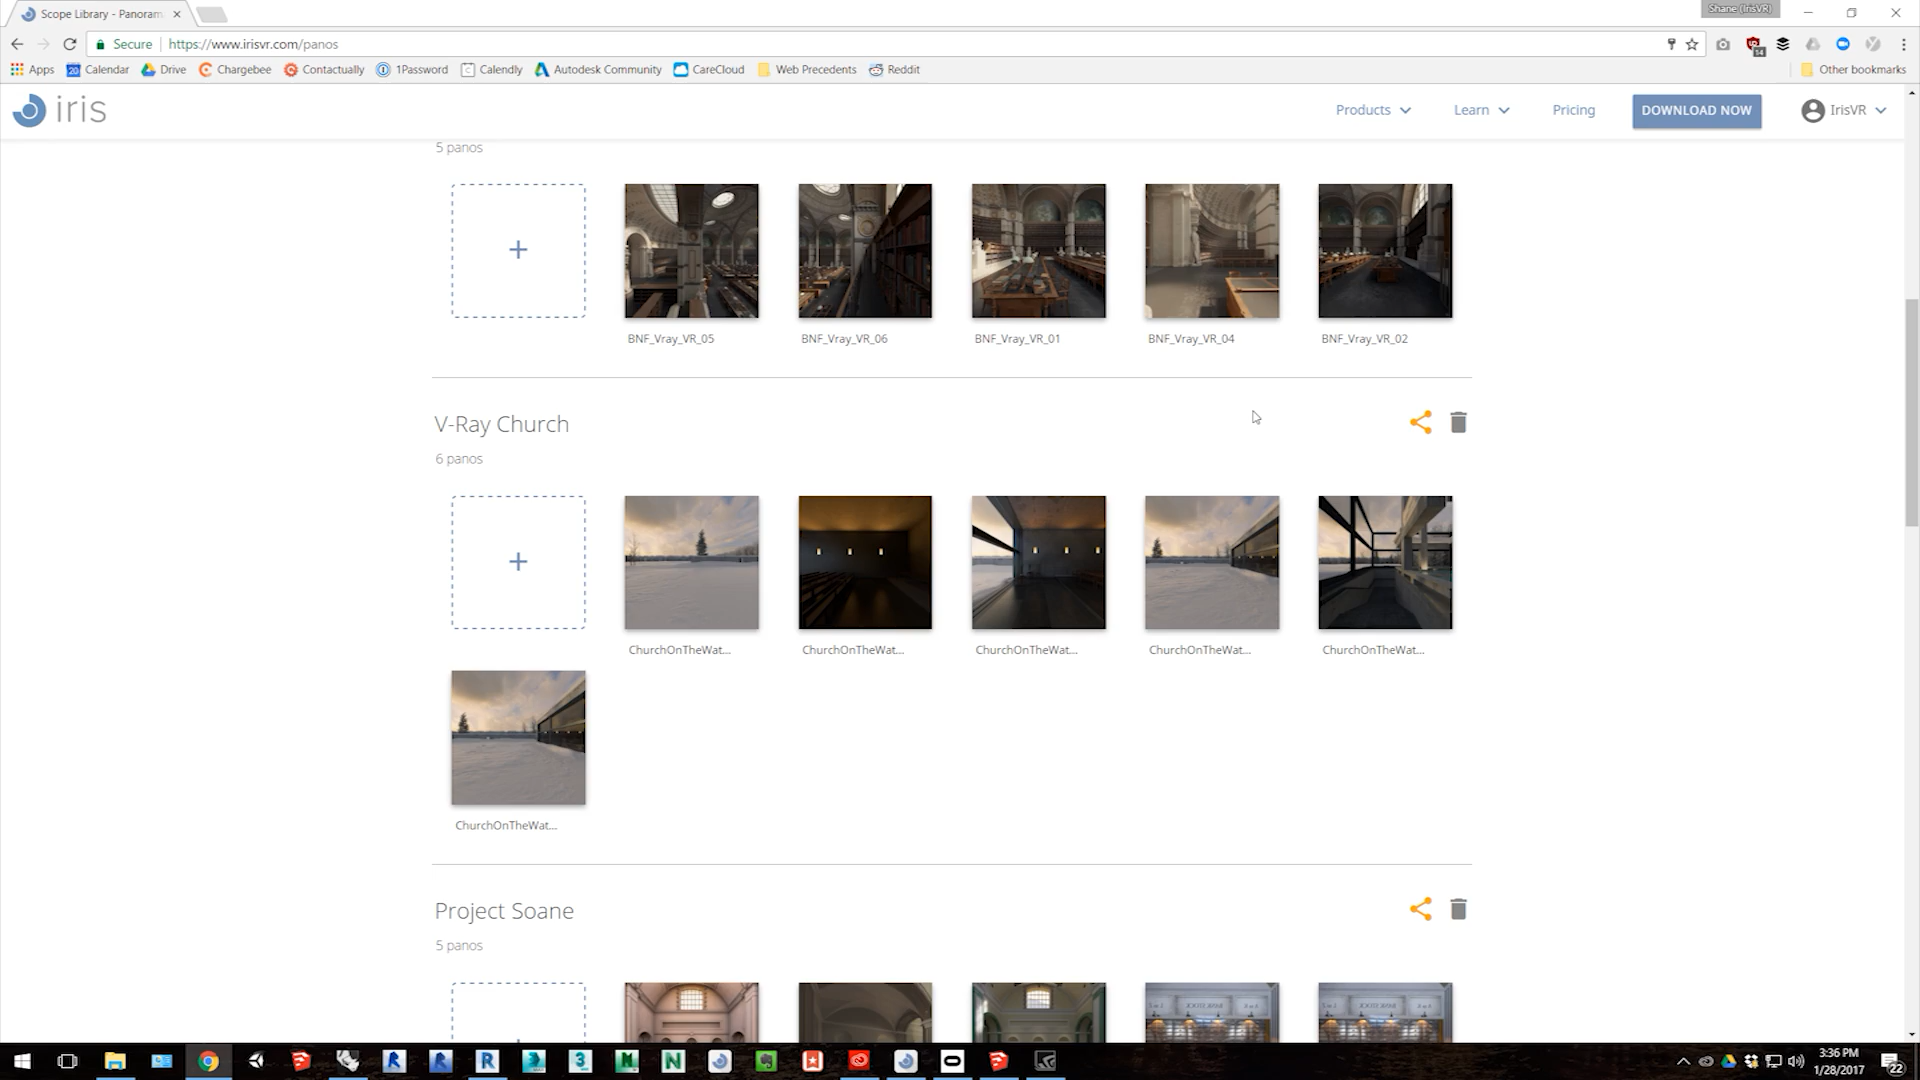 Scope Library - Panoram
Shane (IrisVR)
Secure
https://www.irisvr.com/panos
14
Apps
20
Calendar
Drive
Chargebee
Contactually
1Password
Calendly
Autodesk Community
CareCloud
Web Precedents
Reddit
Other bookmarks
iris
Products
Learn
Pricing
DOWNLOAD NOW
IrisVR
5 panos
BNF_Vray_VR_05
BNF_Vray_VR_06
BNF_Vray_VR_01
BNF_Vray_VR_04
BNF_Vray_VR_02
V-Ray Church
6 panos
ChurchOnTheWat...
ChurchOnTheWat...
ChurchOnTheWat...
ChurchOnTheWat...
ChurchOnTheWat...
ChurchOnTheWat...
Project Soane
5 panos
3:36 PM
1/28/2017
22